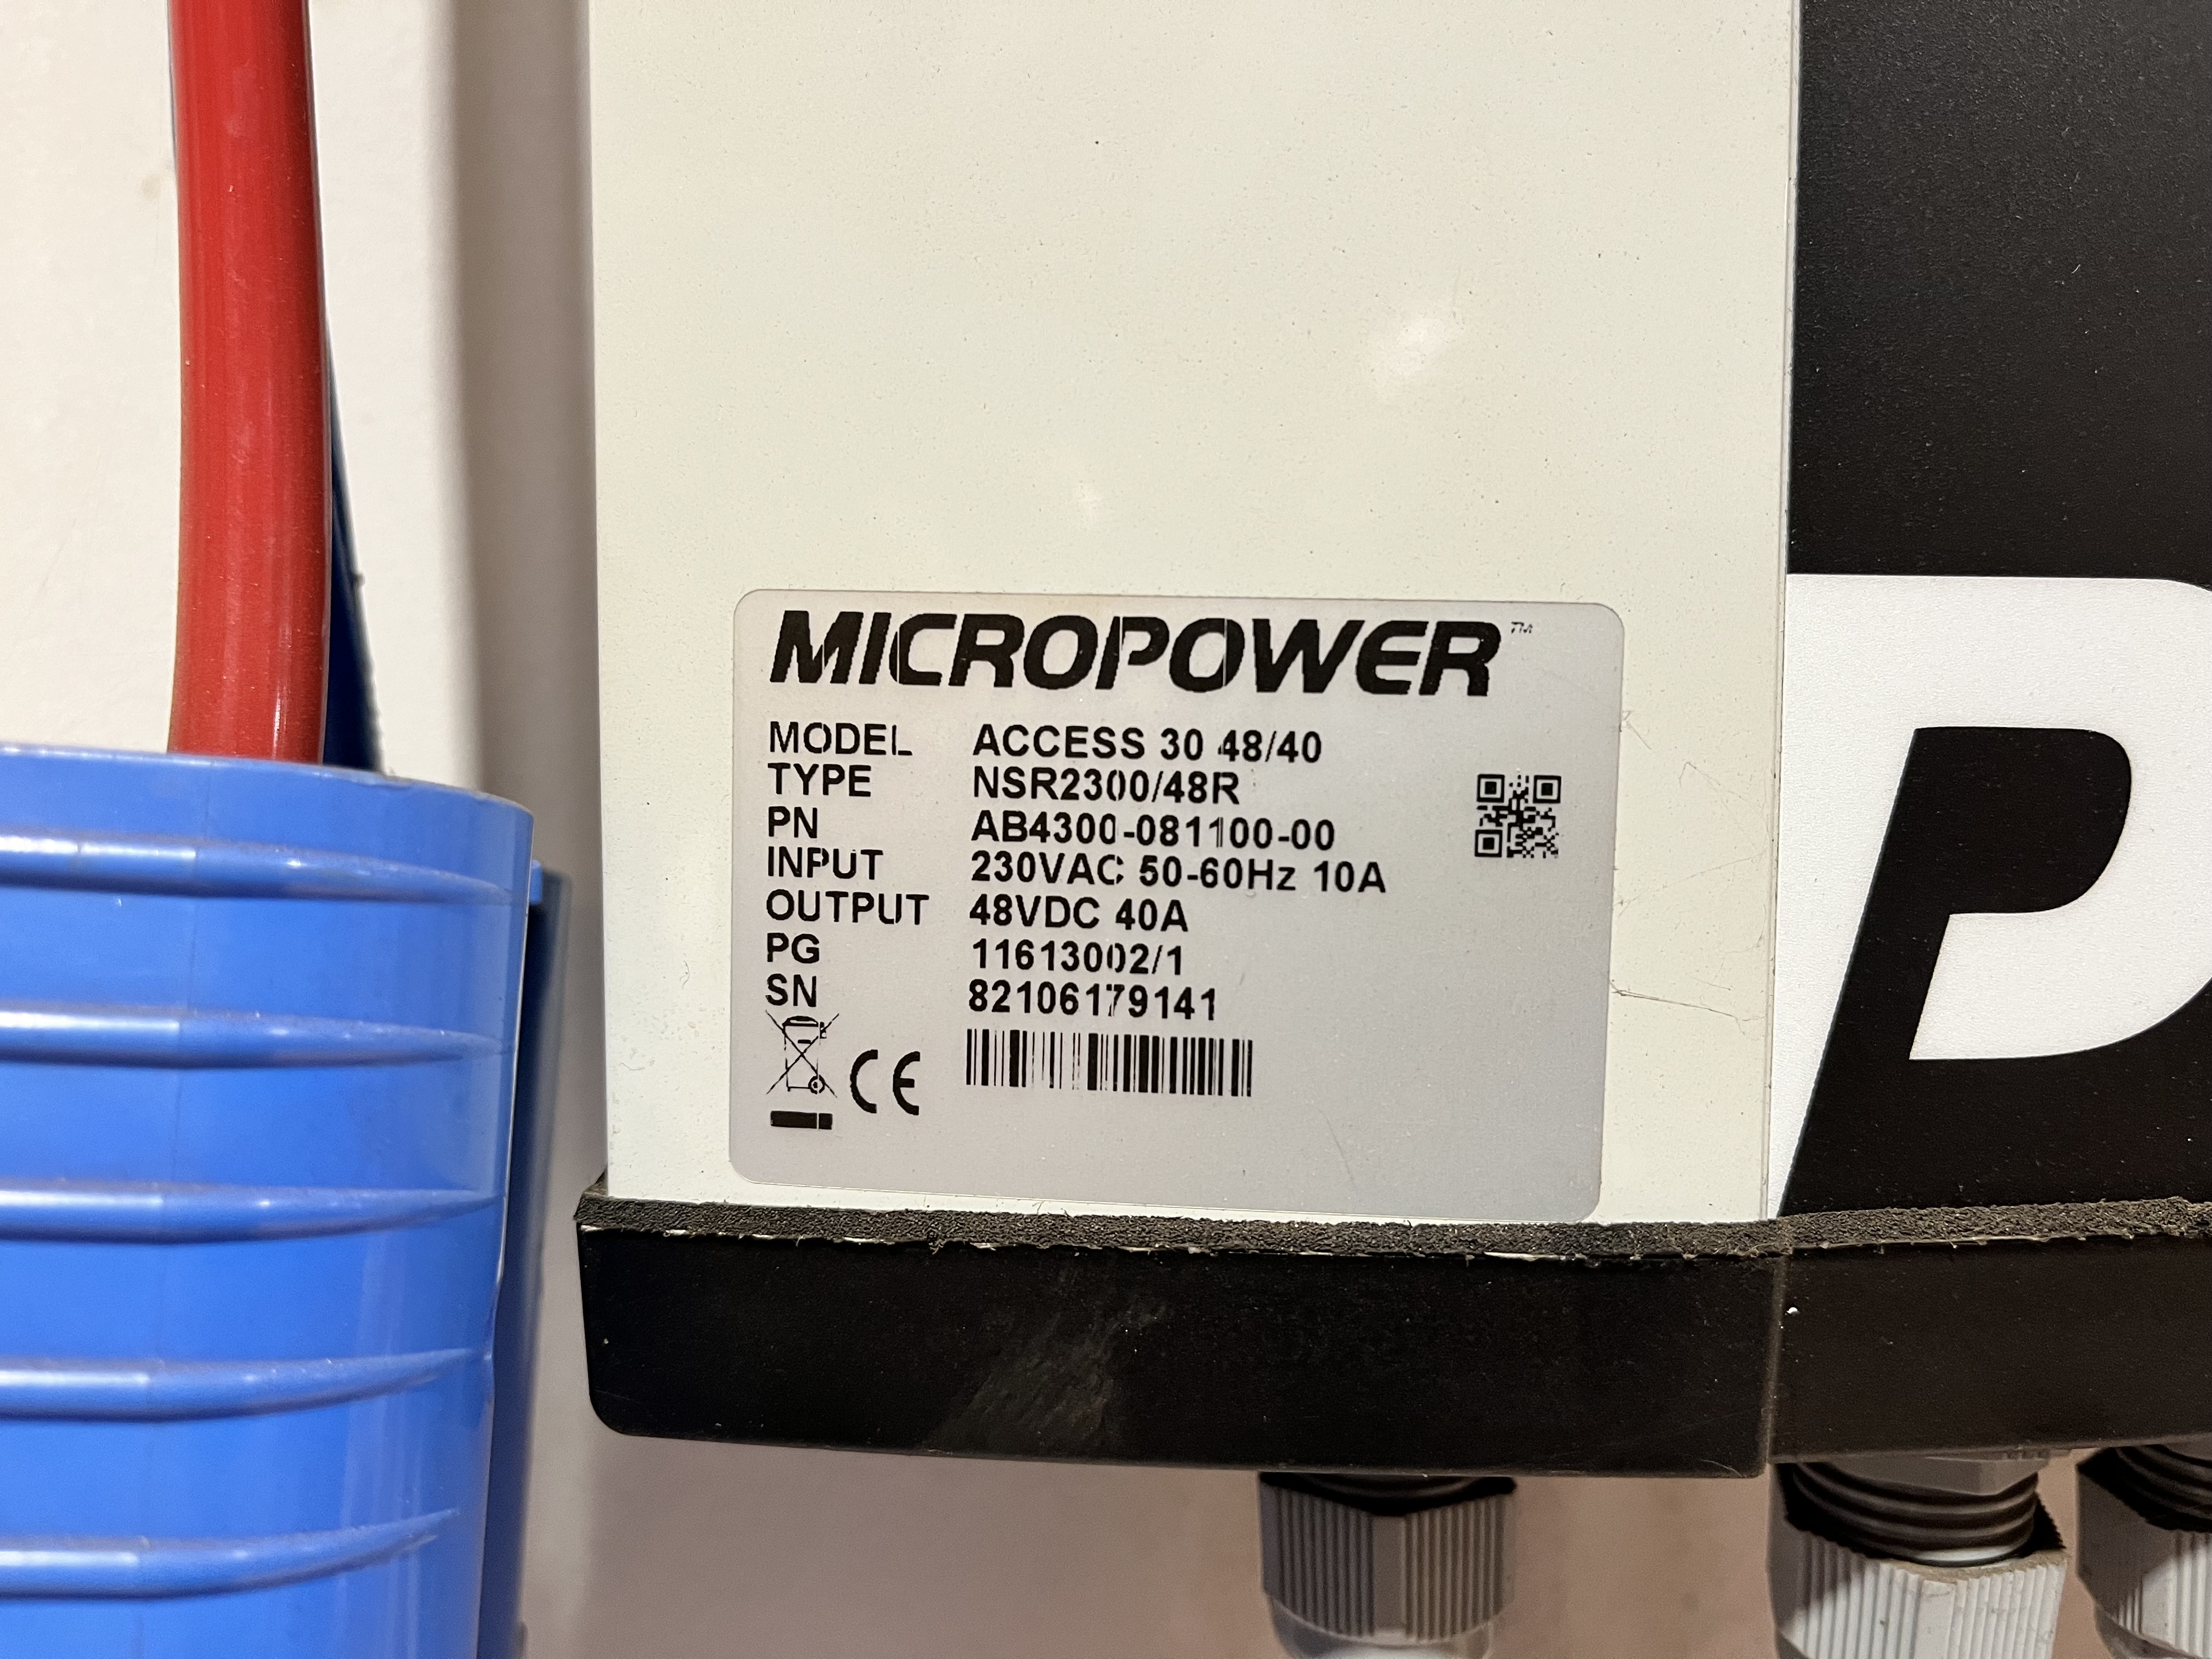 MICROPOWER™
MODEL ACCESS 30 48/40
TYPE NSR2300/48R
PN AB4300-081100-00
INPUT 230VAC 50-60Hz 10A
OUTPUT 48VDC 40A
PG 11613002/1
SN 82106179141
CE
P